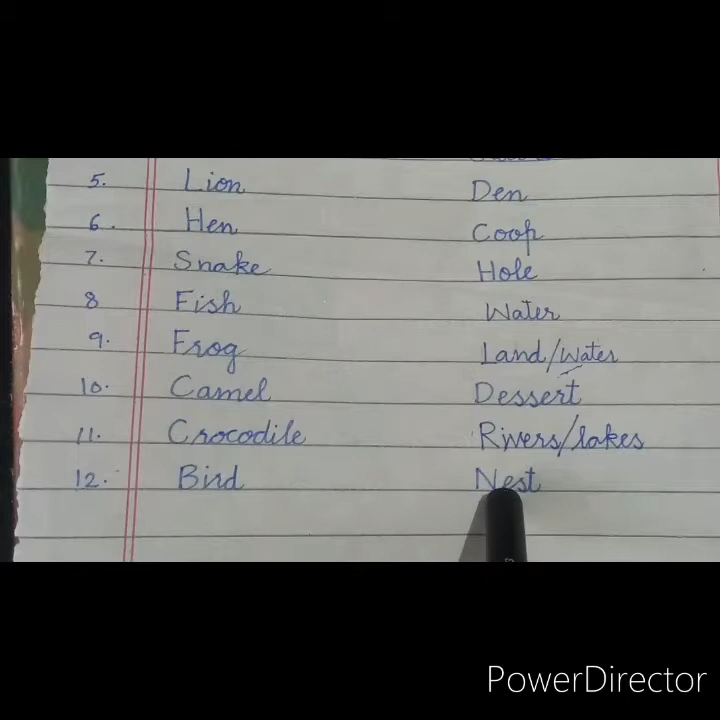 5. Lion Den
6. Hen Coop
7. Snake Hole
8 Fish Water
9. Frog Land/Water
10. Camel Dessert
11. Crocodile Rivers/lakes
12. Bird Nest
PowerDirector